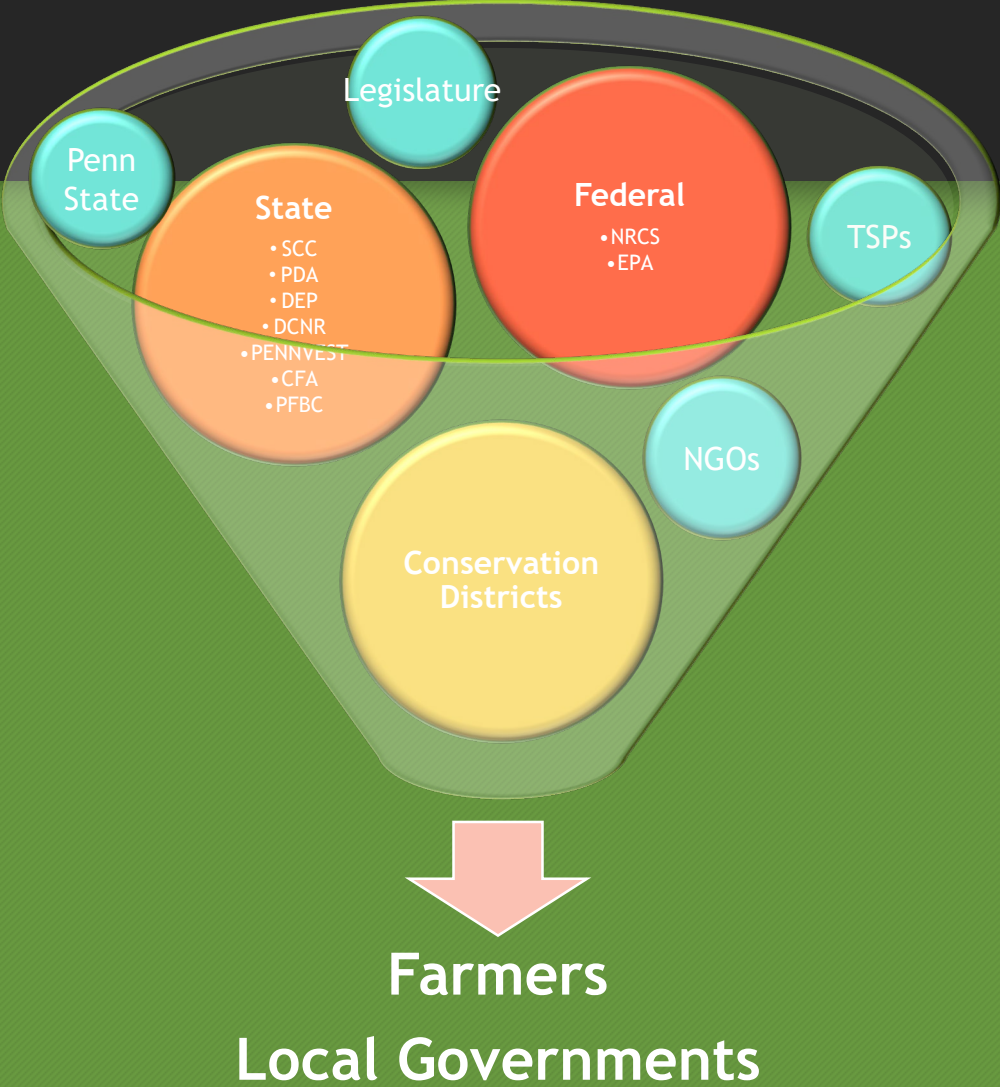 Legislature
Penn
State
State
• SCC
• PDA
• DEP
• DCNR
• PENNVEST
• CFA
• PFBC
Federal
• NRCS
• EPA
TSPs
NGOs
Conservation
Districts
Farmers
Local Governments